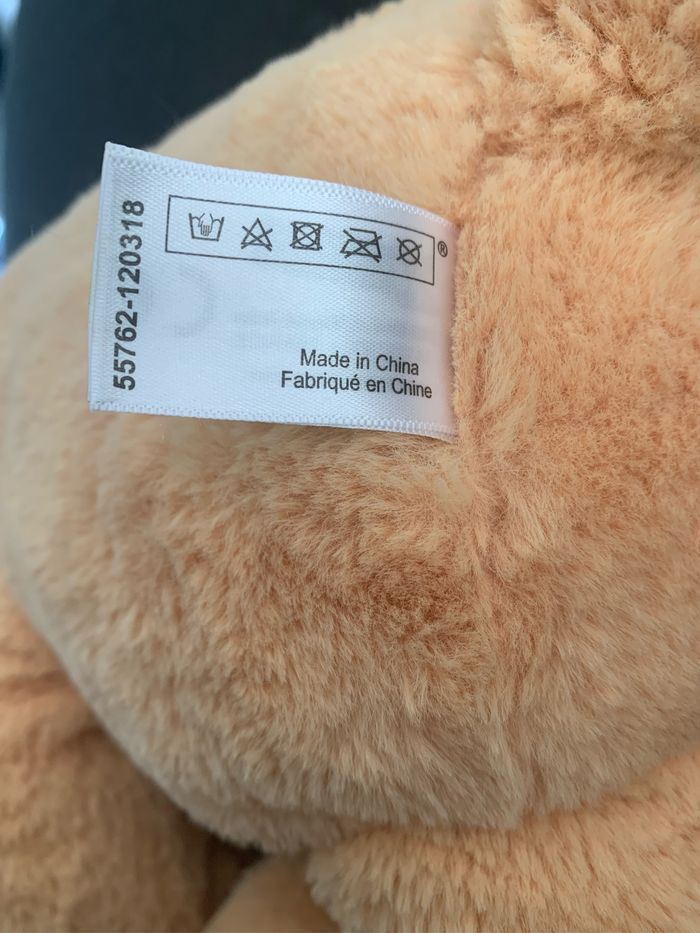 55762-120318
®
Made in China
Fabriqué en Chine